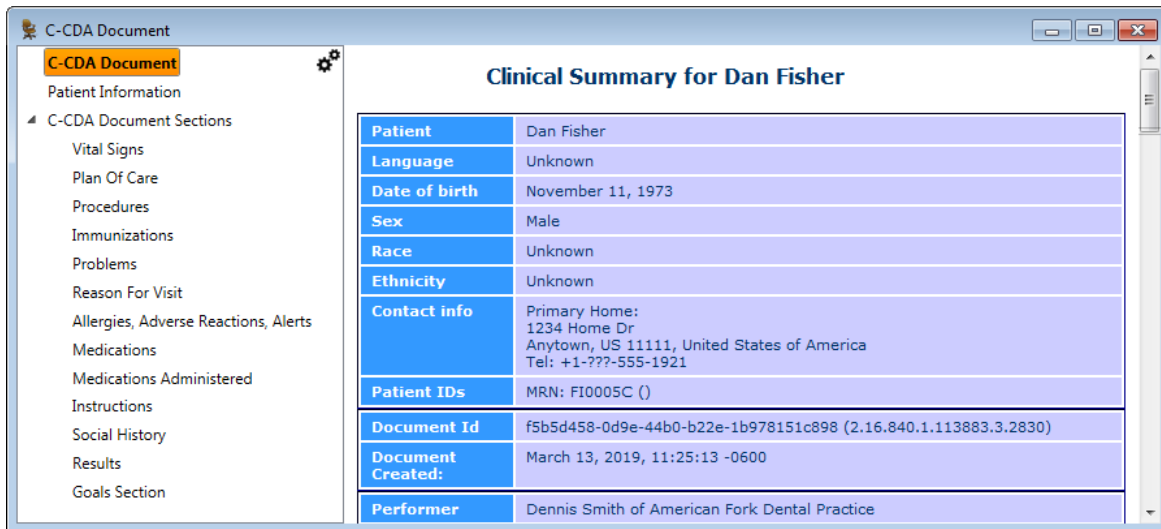 C-CDA Document
C-CDA Document
Patient Information
C-CDA Document Sections
Vital Signs
Plan Of Care
Procedures
Immunizations
Problems
Reason For Visit
Allergies, Adverse Reactions, Alerts
Medications
Medications Administered
Instructions
Social History
Results
Goals Section
Clinical Summary for Dan Fisher
Patient Dan Fisher
Language Unknown
Date of birth November 11, 1973
Sex Male
Race Unknown
Ethnicity Unknown
Contact info Primary Home:
1234 Home Dr
Anytown, US 11111, United States of America
Tel: +1-???-555-1921
Patient IDs MRN: FI0005C ()
Document Id f5b5d458-0d9e-44b0-b22e-1b978151c898 (2.16.840.1.113883.3.2830)
Document March 13, 2019, 11:25:13 -0600
Created:
Performer Dennis Smith of American Fork Dental Practice